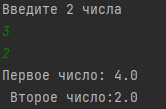 Введите 2 числа
3
2
Первое число: 4.0
Второе число:2.0